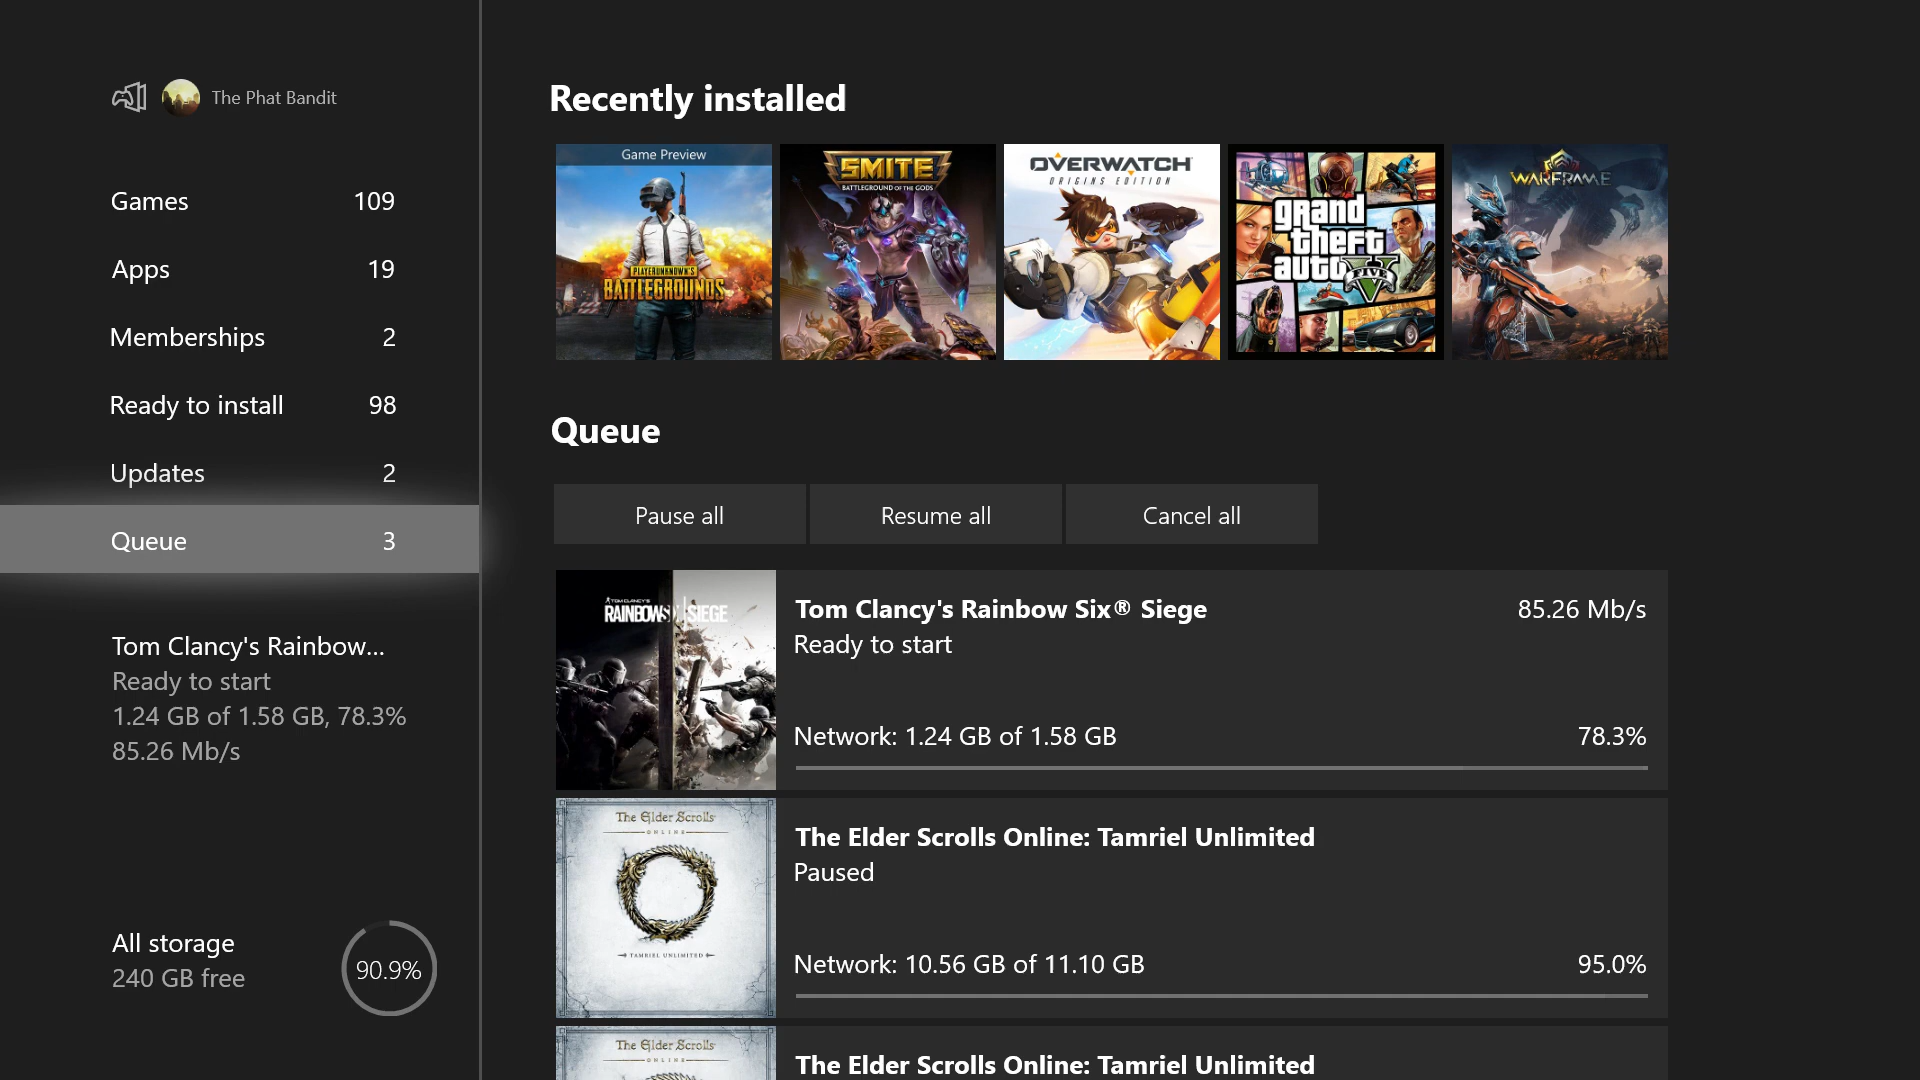 The Phat Bandit
Games 109
Apps 19
Memberships 2
Ready to install 98
Updates 2
Queue 3
Tom Clancy's Rainbow...
Ready to start
1.24 GB of 1.58 GB, 78.3%
85.26 Mb/s
All storage
240 GB free
90.9%
Recently installed
Game Preview
PLAYERUNKNOWN'S
BATTLEGROUNDS
SMITE
BATTLEGROUND OF THE GODS
OVERWATCH
ORIGINS EDITION
grand
theft
auto
FIVE
WARFRAME
Queue
Pause all
Resume all
Cancel all
TOM CLANCY'S
RAINBOW SIEGE
Tom Clancy's Rainbow Six® Siege
85.26 Mb/s
Ready to start
Network: 1.24 GB of 1.58 GB
78.3%
The Elder Scrolls
ONLINE
TAMRIEL UNLIMITED
The Elder Scrolls Online: Tamriel Unlimited
Paused
Network: 10.56 GB of 11.10 GB
95.0%
The Elder Scrolls
ONLINE
The Elder Scrolls Online: Tamriel Unlimited